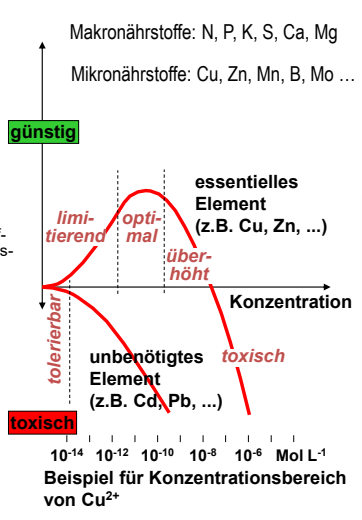 Makronährstoffe: N, P, K, S, Ca, Mg
Mikronährstoffe: Cu, Zn, Mn, B, Mo …
günstig
essentielles
Element
(z.B. Cu, Zn, ...)
limi-
tierend
opti-
mal
über-
höht
f-
s-
Konzentration
tolerierbar
unbenötigtes
Element
(z.B. Cd, Pb, ...)
toxisch
toxisch
10⁻¹⁴ 10⁻¹² 10⁻¹⁰ 10⁻⁸ 10⁻⁶ Mol L⁻¹
Beispiel für Konzentrationsbereich
von Cu²⁺